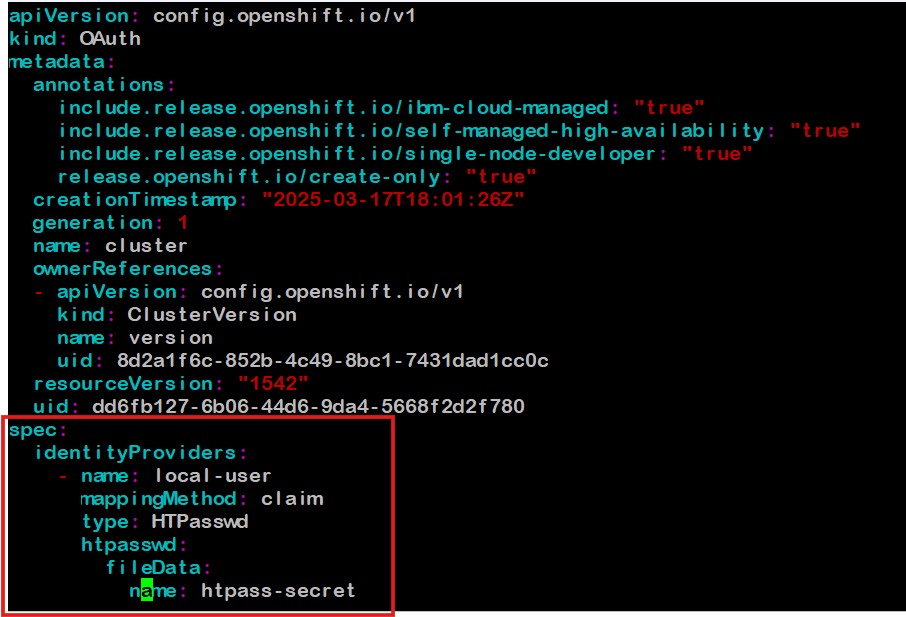 apiVersion: config.openshift.io/v1
kind: OAuth
metadata:
  annotations:
    include.release.openshift.io/ibm-cloud-managed: "true"
    include.release.openshift.io/self-managed-high-availability: "true"
    include.release.openshift.io/single-node-developer: "true"
    release.openshift.io/create-only: "true"
  creationTimestamp: "2025-03-17T18:01:26Z"
  generation: 1
  name: cluster
  ownerReferences:
  - apiVersion: config.openshift.io/v1
    kind: ClusterVersion
    name: version
    uid: 8d2a1f6c-852b-4c49-8bc1-7431dad1cc0c
  resourceVersion: "1542"
  uid: dd6fb127-6b06-44d6-9da4-5668f2d2f780
spec:
  identityProviders:
    - name: local-user
      mappingMethod: claim
      type: HTPasswd
      htpasswd:
        fileData:
          name: htpass-secret